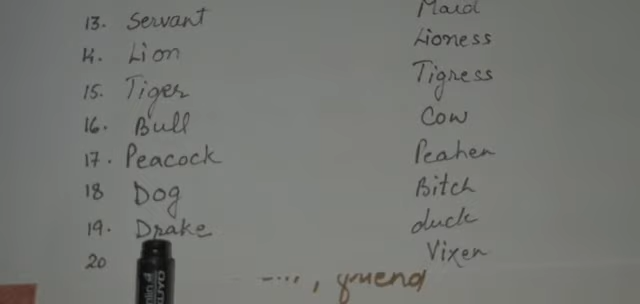 13. Servant Maid
14. Lion Lioness
15. Tiger Tigress
16. Bull Cow
17. Peacock Peahen
18 Dog Bitch
19. Drake duck
20 Vixen